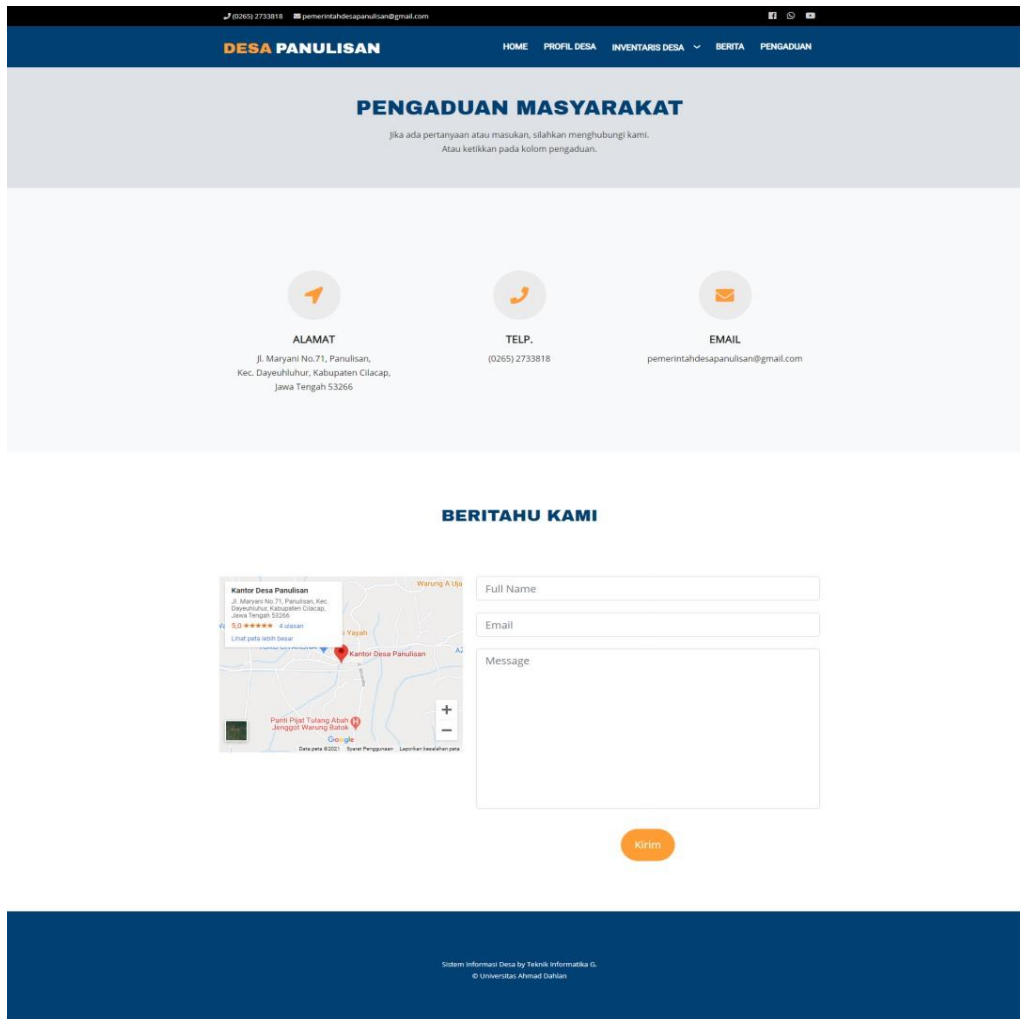 (0265) 2733818 pemerintahdesapanulisan@gmail.com
DESA PANULISAN
HOME PROFIL DESA INVENTARIS DESA BERITA PENGADUAN
PENGADUAN MASYARAKAT
Jika ada pertanyaan atau masukan, silahkan menghubungi kami.
Atau ketikkan pada kolom pengaduan.
ALAMAT
Jl. Maryani No.71, Panulisan,
Kec. Dayeuhluhur, Kabupaten Cilacap,
Jawa Tengah 53266
TELP.
(0265) 2733818
EMAIL
pemerintahdesapanulisan@gmail.com
BERITAHU KAMI
Kantor Desa Panulisan
Jl. Maryani No.71, Panulisan, Kec.
Dayeuhluhur, Kabupaten Cilacap,
Jawa Tengah 53266
5,0 ★★★★★ 4 ulasan
Lihat peta lebih besar
Warung A Uja
Yayah
Kantor Desa Panulisan
Panti Pijat Tulang Abah
Jenggot Warung Batok
Google
Data peta ©2021 Syarat Penggunaan Laporkan kesalahan peta
Full Name
Email
Message
Kirim
Sistem Informasi Desa by Teknik Informatika G.
© Universitas Ahmad Dahlan